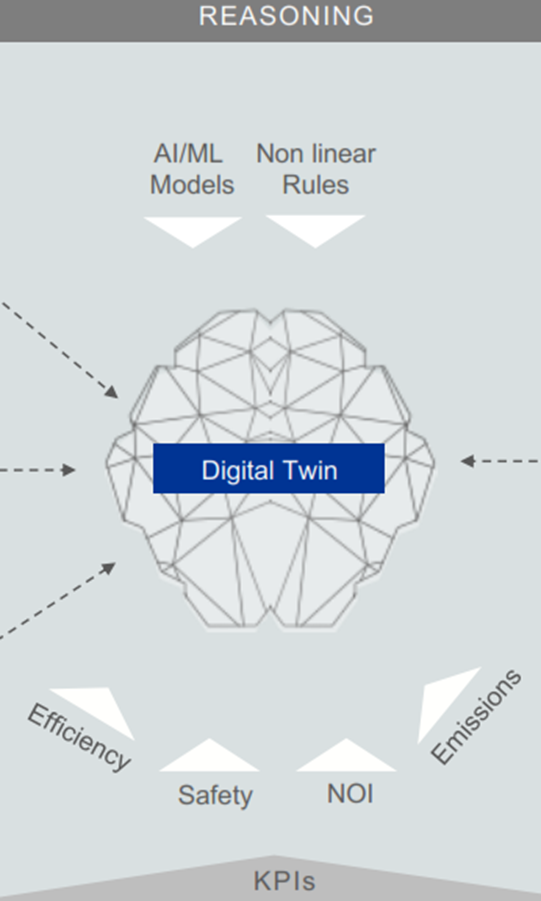 REASONING
AI/ML
Models
Non linear
Rules
Digital Twin
Efficiency
Safety
NOI
Emissions
KPIs